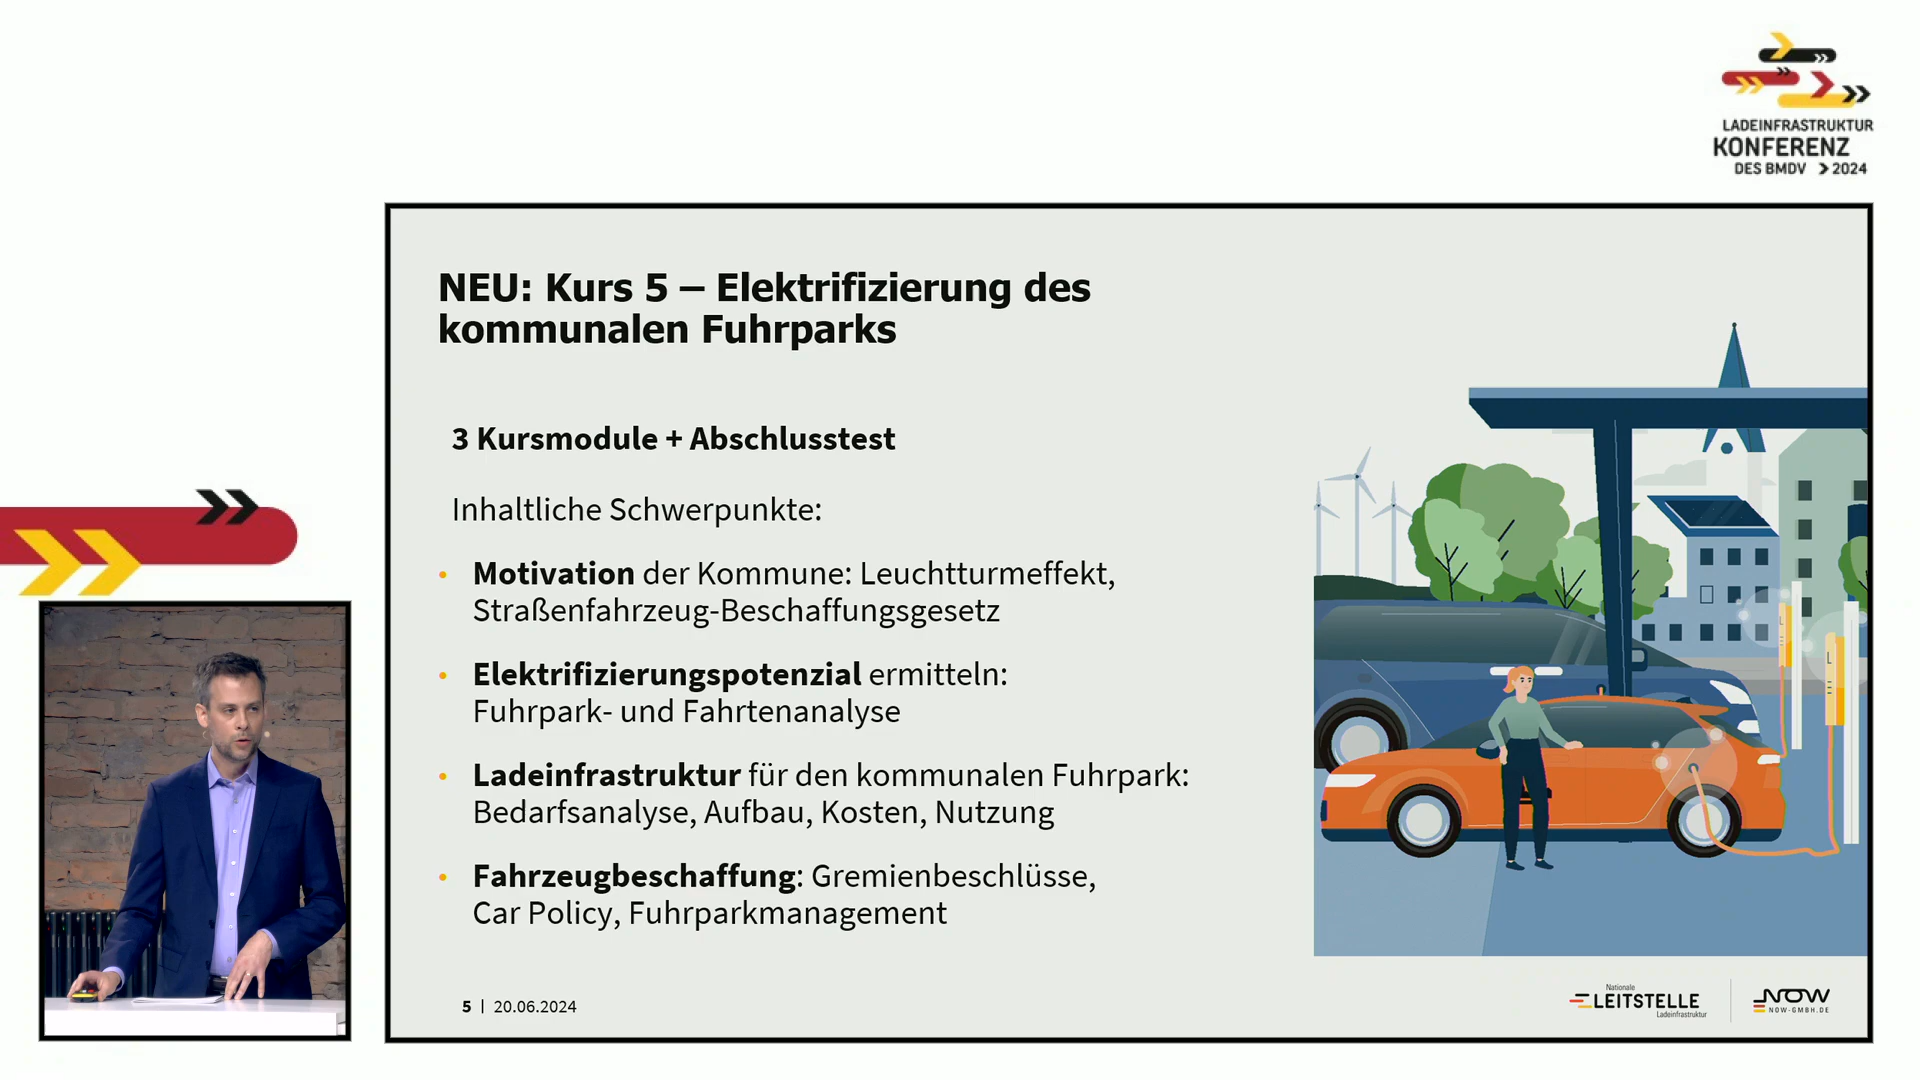 LADEINFRASTRUKTUR
KONFERENZ
DES BMDV 2024
NEU: Kurs 5 – Elektrifizierung des
kommunalen Fuhrparks
3 Kursmodule + Abschlusstest
Inhaltliche Schwerpunkte:
• Motivation der Kommune: Leuchtturmeffekt,
Straßenfahrzeug-Beschaffungsgesetz
• Elektrifizierungspotenzial ermitteln:
Fuhrpark- und Fahrtenanalyse
• Ladeinfrastruktur für den kommunalen Fuhrpark:
Bedarfsanalyse, Aufbau, Kosten, Nutzung
• Fahrzeugbeschaffung: Gremienbeschlüsse,
Car Policy, Fuhrparkmanagement
5 | 20.06.2024
Nationale
LEITSTELLE
Ladeinfrastruktur
NOW
NOW-GMBH.DE